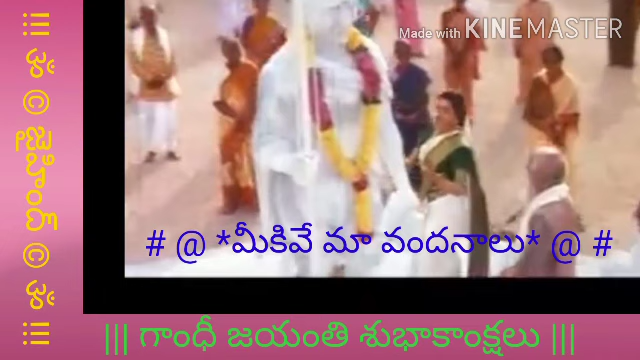 Made with KINEMASTER
!!! ఓం © జైహింద్ © ఓం !!!
# @ *మీకివే మా వందనాలు* @ #
||| గాంధీ జయంతి శుభాకాంక్షలు |||